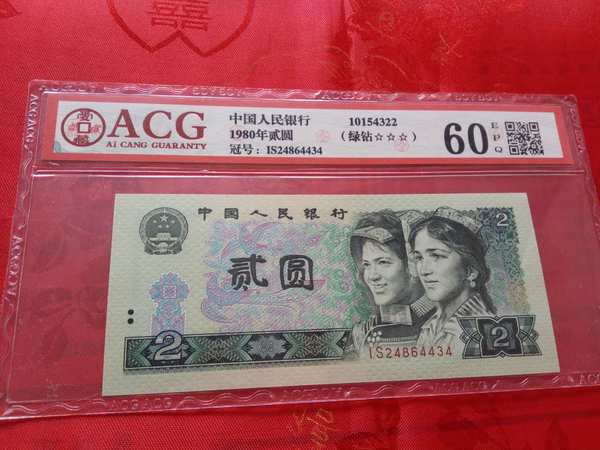 ACG
AI CANG GUARANTY
中国人民银行
1980年贰圆
冠号：IS24864434
10154322
（绿钻☆☆☆）
60
EPQ
中国人民银行
2
贰圆
2
2
IS24864434
ACGACG